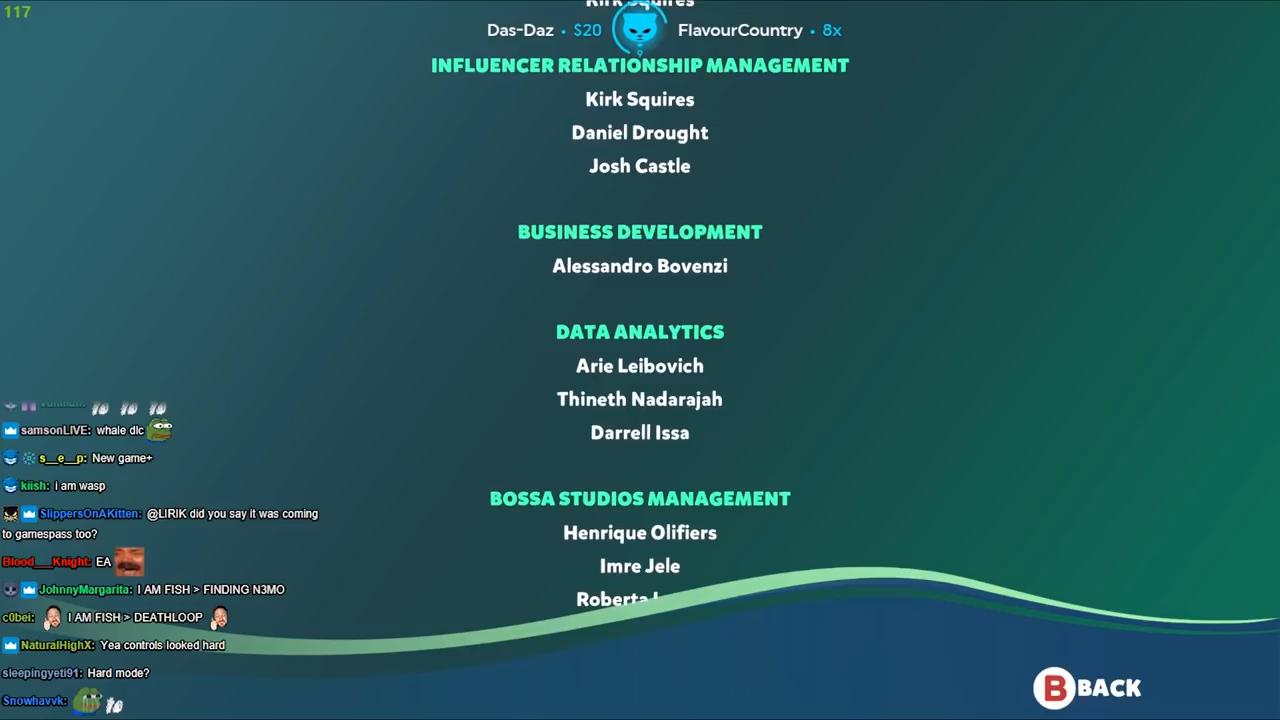 117
Kirk Squires
Das-Daz • $20
FlavourCountry • 8x
INFLUENCER RELATIONSHIP MANAGEMENT
Kirk Squires
Daniel Drought
Josh Castle
BUSINESS DEVELOPMENT
Alessandro Bovenzi
DATA ANALYTICS
Arie Leibovich
Thineth Nadarajah
Darrell Issa
BOSSA STUDIOS MANAGEMENT
Henrique Olifiers
Imre Jele
Roberta
samsonLIVE: whale dlc
s__e__p: New game+
kiish: I am wasp
SlippersOnAKitten: @LIRIK did you say it was coming
to gamespass too?
Blood___Knight: EA
JohnnyMargarita: I AM FISH > FINDING N3MO
c0bei: I AM FISH > DEATHLOOP
NaturalHighX: Yea controls looked hard
sleepingyeti91: Hard mode?
Snowhavvk:
B BACK